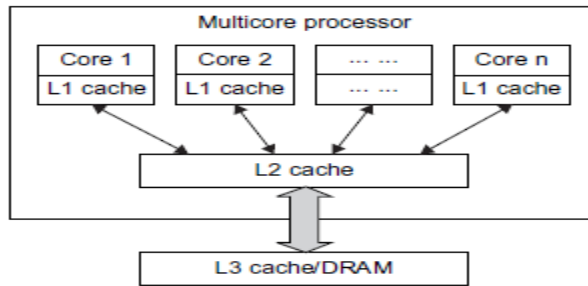 Multicore processor
Core 1 Core 2 ... ... Core n
L1 cache L1 cache ... ... L1 cache
L2 cache
L3 cache/DRAM